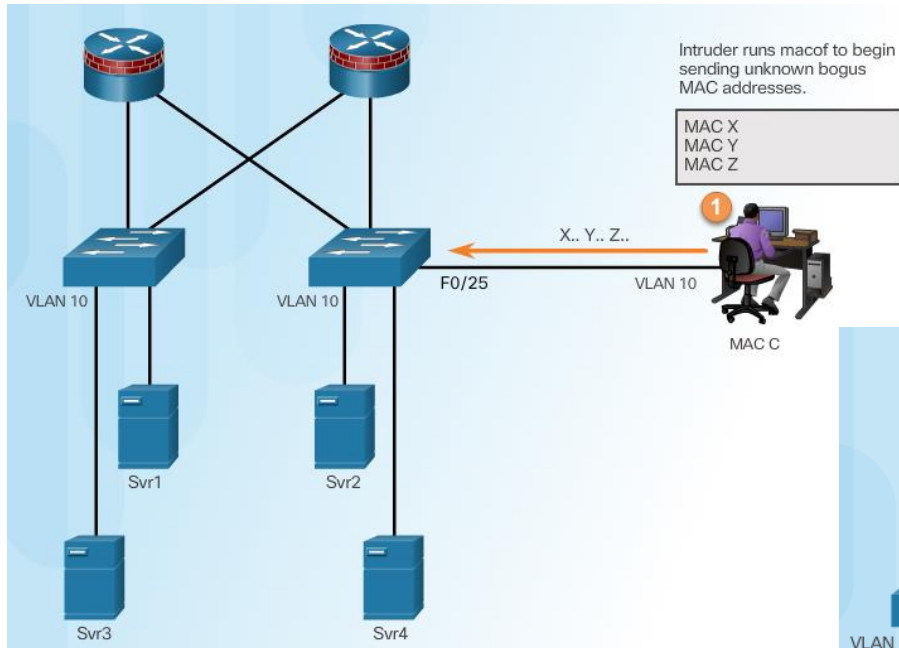 Intruder runs macof to begin
sending unknown bogus
MAC addresses.
MAC X
MAC Y
MAC Z
1
X.. Y.. Z..
F0/25
VLAN 10
VLAN 10
VLAN 10
MAC C
Svr1
Svr2
Svr3
Svr4
VLAN